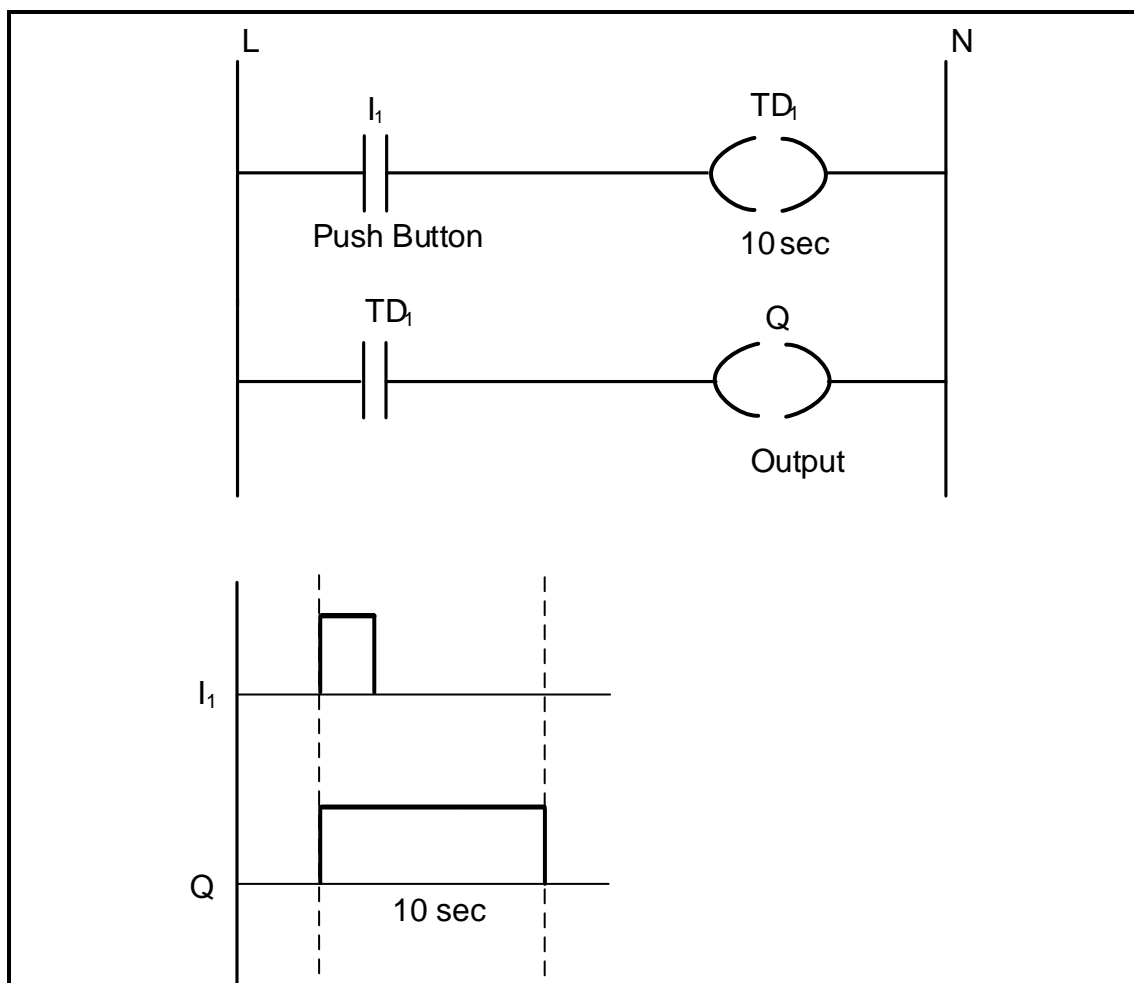 L
N
I₁
TD₁
Push Button
10 sec
TD₁
Q
Output
I₁
Q
10 sec